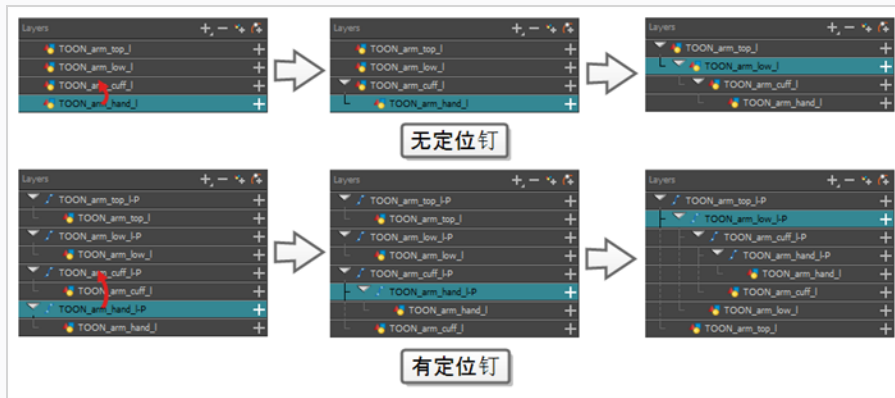 Layers
TOON_arm_top_l
TOON_arm_low_l
TOON_arm_cuff_l
TOON_arm_hand_l
Layers
TOON_arm_top_l
TOON_arm_low_l
TOON_arm_cuff_l
TOON_arm_hand_l
Layers
TOON_arm_top_l
TOON_arm_low_l
TOON_arm_cuff_l
TOON_arm_hand_l
无定位钉
Layers
TOON_arm_top_l-P
TOON_arm_top_l
TOON_arm_low_l-P
TOON_arm_low_l
TOON_arm_cuff_l-P
TOON_arm_cuff_l
TOON_arm_hand_l-P
TOON_arm_hand_l
Layers
TOON_arm_top_l-P
TOON_arm_top_l
TOON_arm_low_l-P
TOON_arm_low_l
TOON_arm_cuff_l-P
TOON_arm_hand_l-P
TOON_arm_hand_l
TOON_arm_cuff_l
Layers
TOON_arm_top_l-P
TOON_arm_low_l-P
TOON_arm_cuff_l-P
TOON_arm_hand_l-P
TOON_arm_hand_l
TOON_arm_cuff_l
TOON_arm_low_l
TOON_arm_top_l
有定位钉